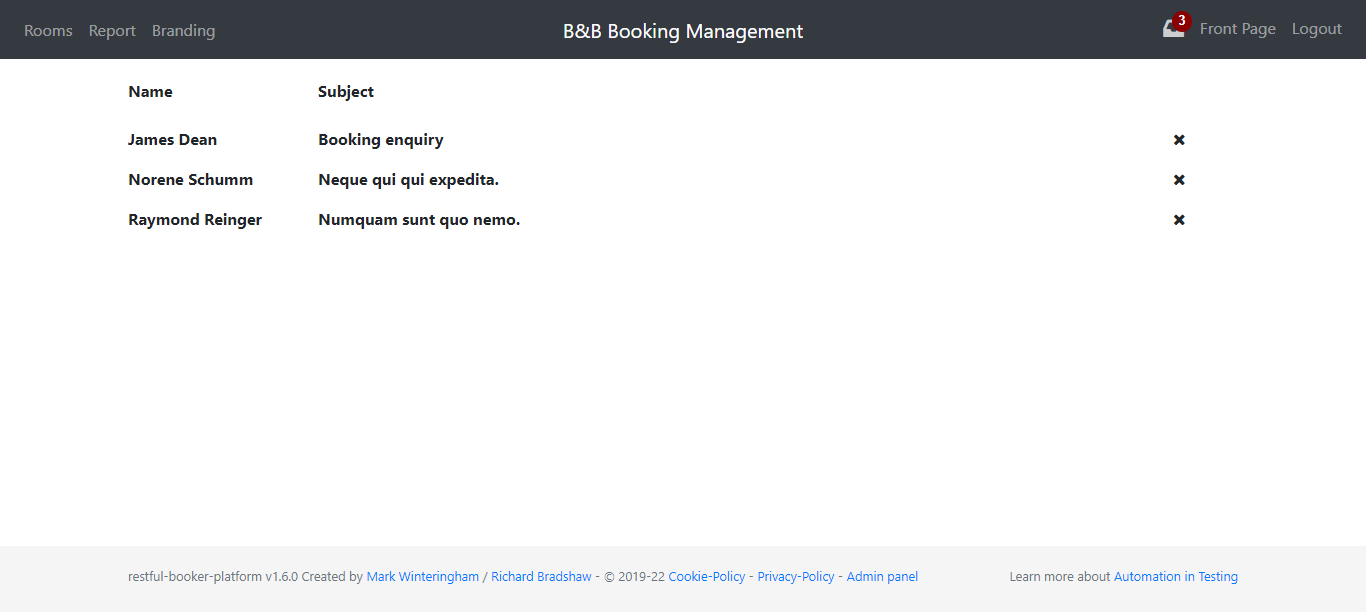 Rooms Report Branding B&B Booking Management 3 Front Page Logout
Name Subject
James Dean Booking enquiry ✖
Norene Schumm Neque qui qui expedita. ✖
Raymond Reinger Numquam sunt quo nemo. ✖
restful-booker-platform v1.6.0 Created by Mark Winteringham / Richard Bradshaw - © 2019-22 Cookie-Policy - Privacy-Policy - Admin panel Learn more about Automation in Testing